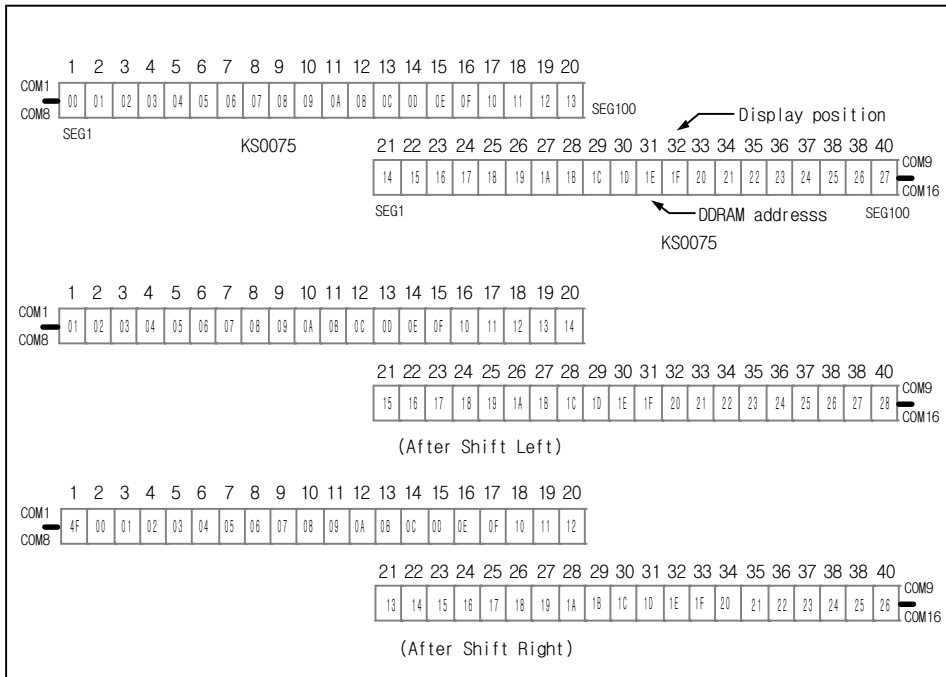 1 2 3 4 5 6 7 8 9 10 11 12 13 14 15 16 17 18 19 20
COM1
COM8
00 01 02 03 04 05 06 07 08 09 0A 0B 0C 0D 0E 0F 10 11 12 13
SEG100
SEG1
KS0075
Display position
21 22 23 24 25 26 27 28 29 30 31 32 33 34 35 36 37 38 38 40
COM9
COM16
14 15 16 17 18 19 1A 1B 1C 1D 1E 1F 20 21 22 23 24 25 26 27
SEG1
DDRAM addresss
SEG100
KS0075
1 2 3 4 5 6 7 8 9 10 11 12 13 14 15 16 17 18 19 20
COM1
COM8
01 02 03 04 05 06 07 08 09 0A 0B 0C 0D 0E 0F 10 11 12 13 14
21 22 23 24 25 26 27 28 29 30 31 32 33 34 35 36 37 38 38 40
COM9
COM16
15 16 17 18 19 1A 1B 1C 1D 1E 1F 20 21 22 23 24 25 26 27 28
(After Shift Left)
1 2 3 4 5 6 7 8 9 10 11 12 13 14 15 16 17 18 19 20
COM1
COM8
4F 00 01 02 03 04 05 06 07 08 09 0A 0B 0C 0D 0E 0F 10 11 12
21 22 23 24 25 26 27 28 29 30 31 32 33 34 35 36 37 38 38 40
COM9
COM16
13 14 15 16 17 18 19 1A 1B 1C 1D 1E 1F 20 21 22 23 24 25 26
(After Shift Right)